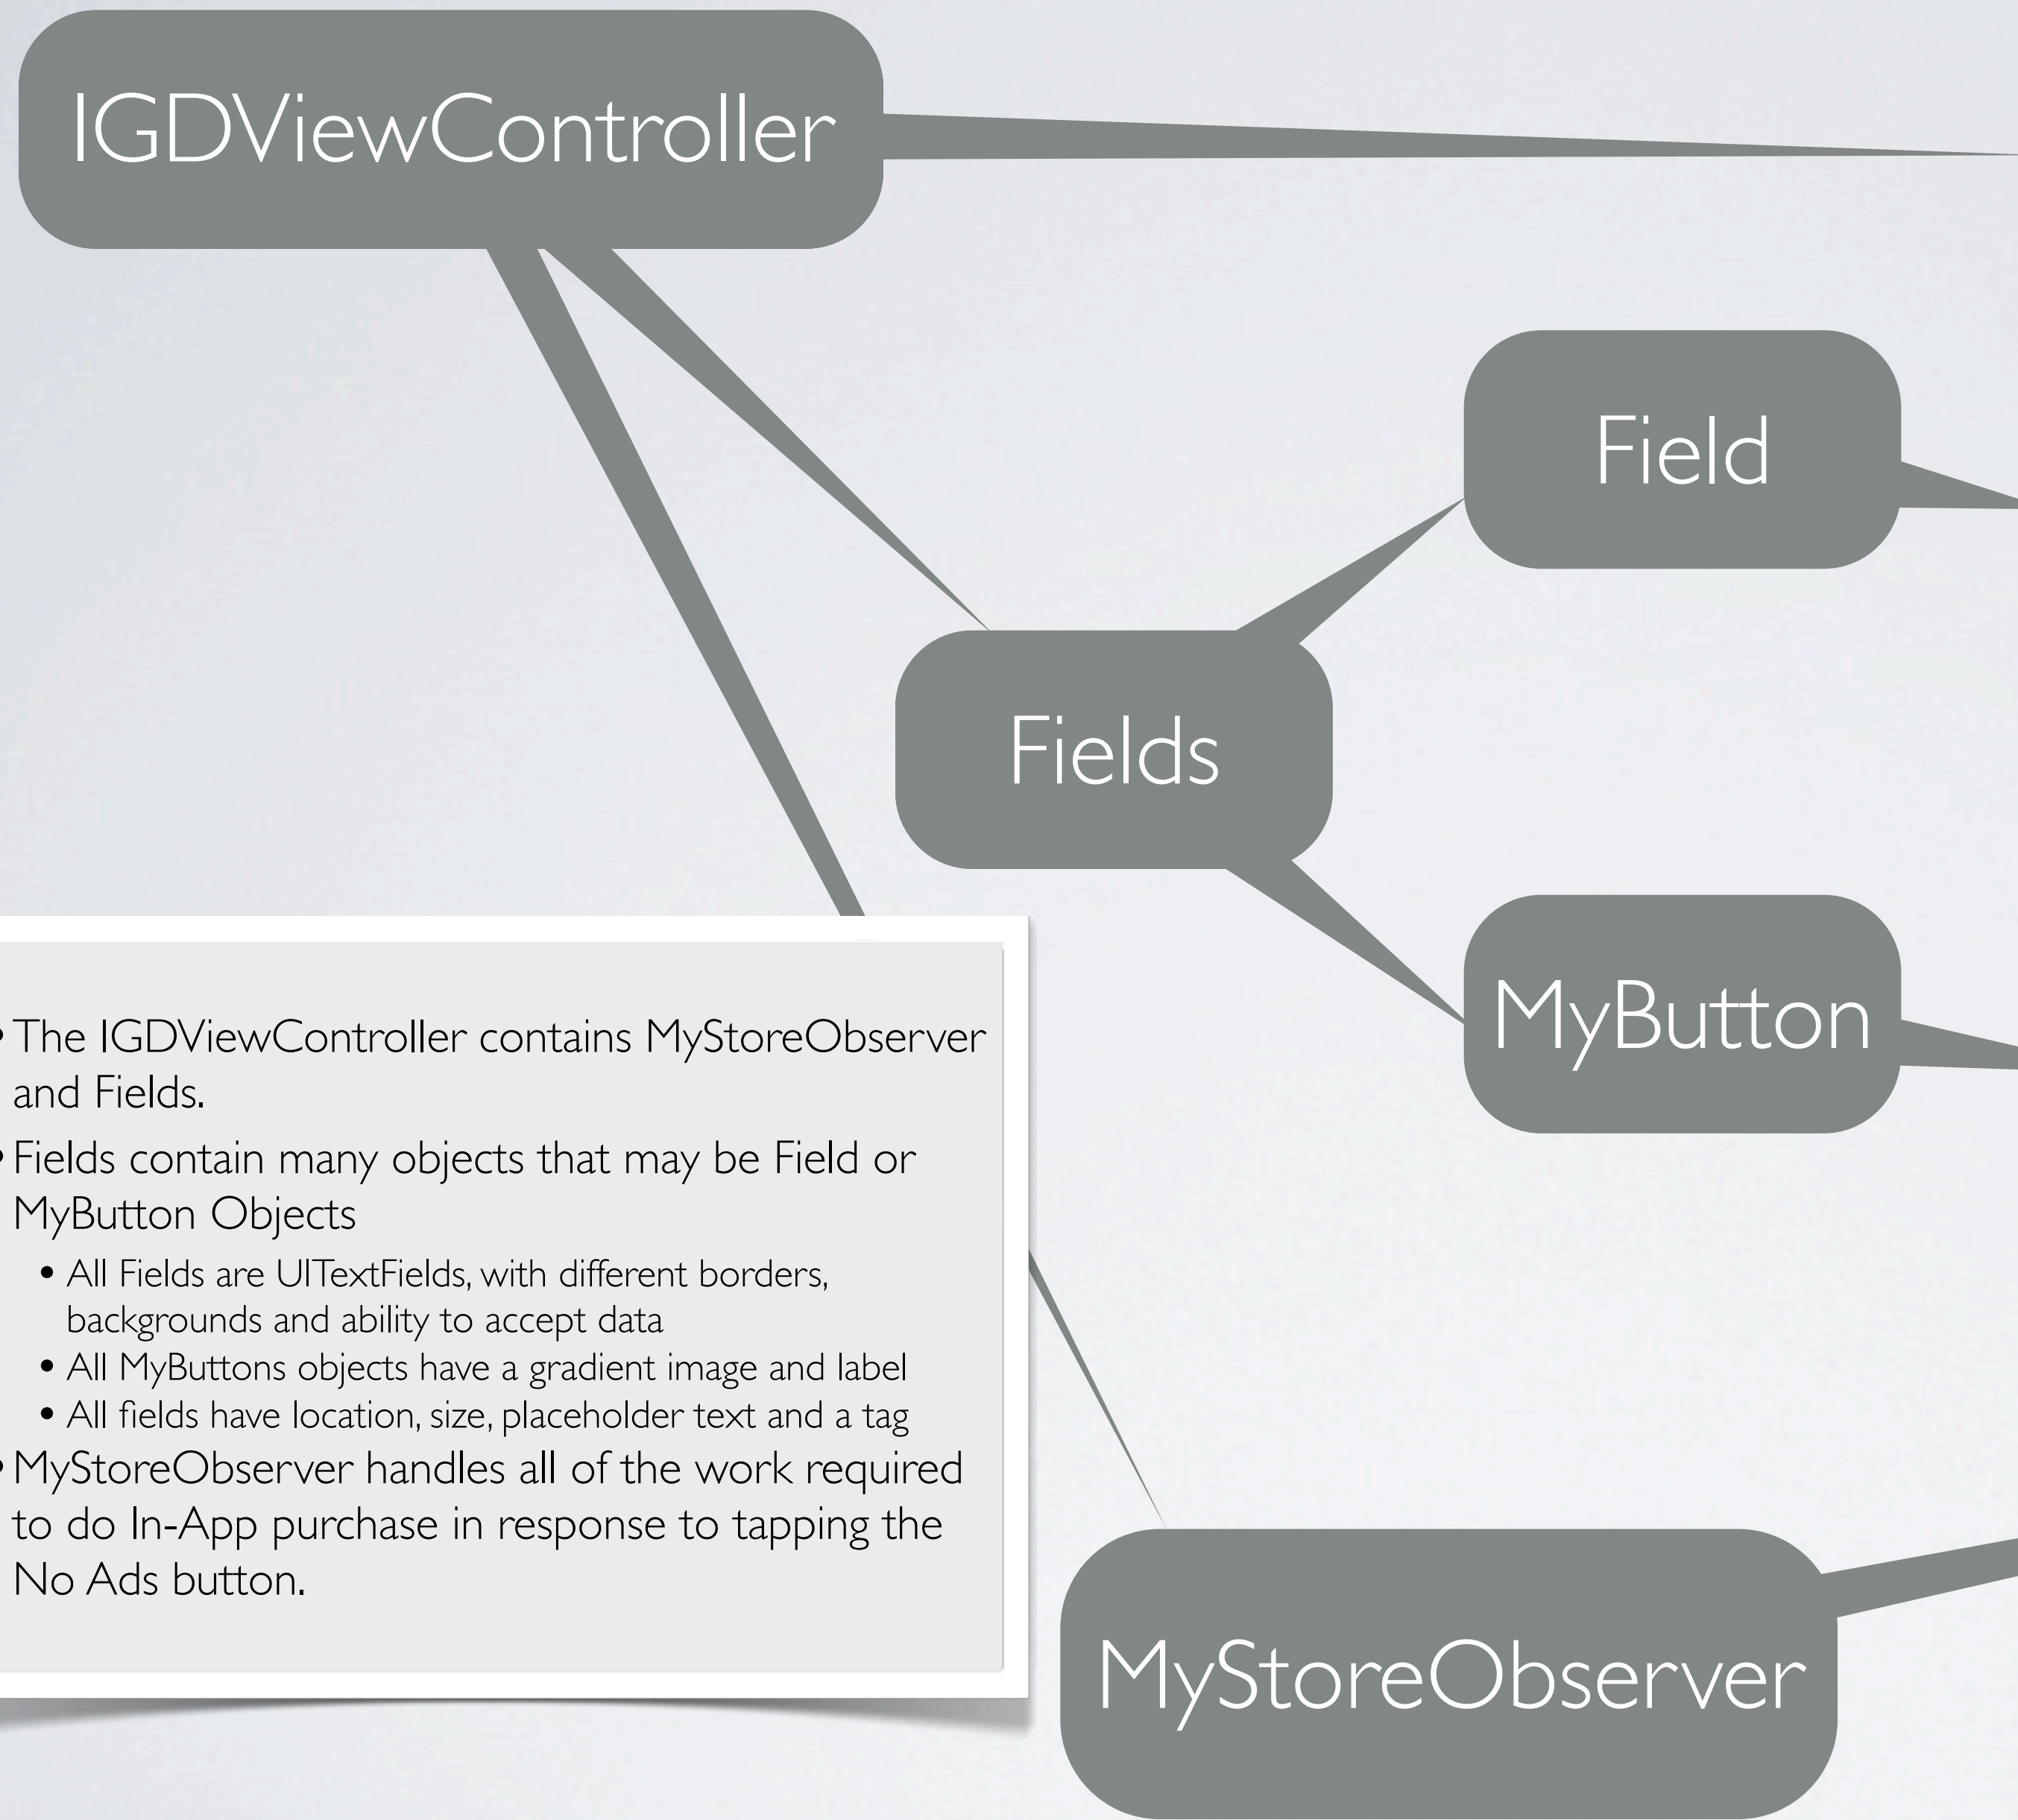 IGDViewController
Field
Fields
MyButton
• The IGDViewController contains MyStoreObserver
and Fields.
• Fields contain many objects that may be Field or
MyButton Objects
• All Fields are UITextFields, with different borders,
backgrounds and ability to accept data
• All MyButtons objects have a gradient image and label
• All fields have location, size, placeholder text and a tag
• MyStoreObserver handles all of the work required
to do In-App purchase in response to tapping the
No Ads button.
MyStoreObserver